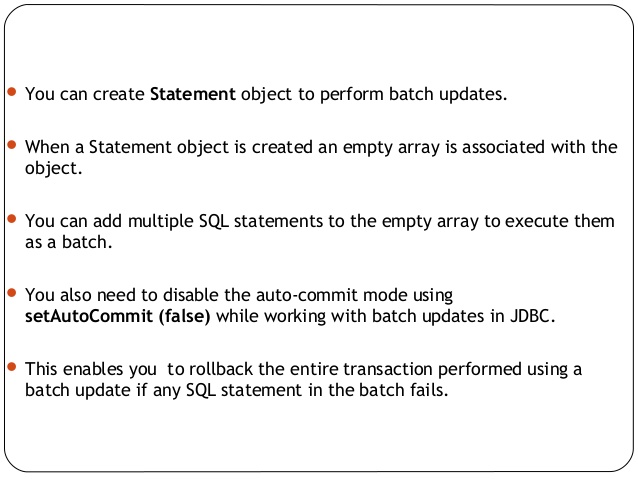 You can create Statement object to perform batch updates.
When a Statement object is created an empty array is associated with the
object.
You can add multiple SQL statements to the empty array to execute them
as a batch.
You also need to disable the auto-commit mode using
setAutoCommit (false) while working with batch updates in JDBC.
This enables you  to rollback the entire transaction performed using a
batch update if any SQL statement in the batch fails.